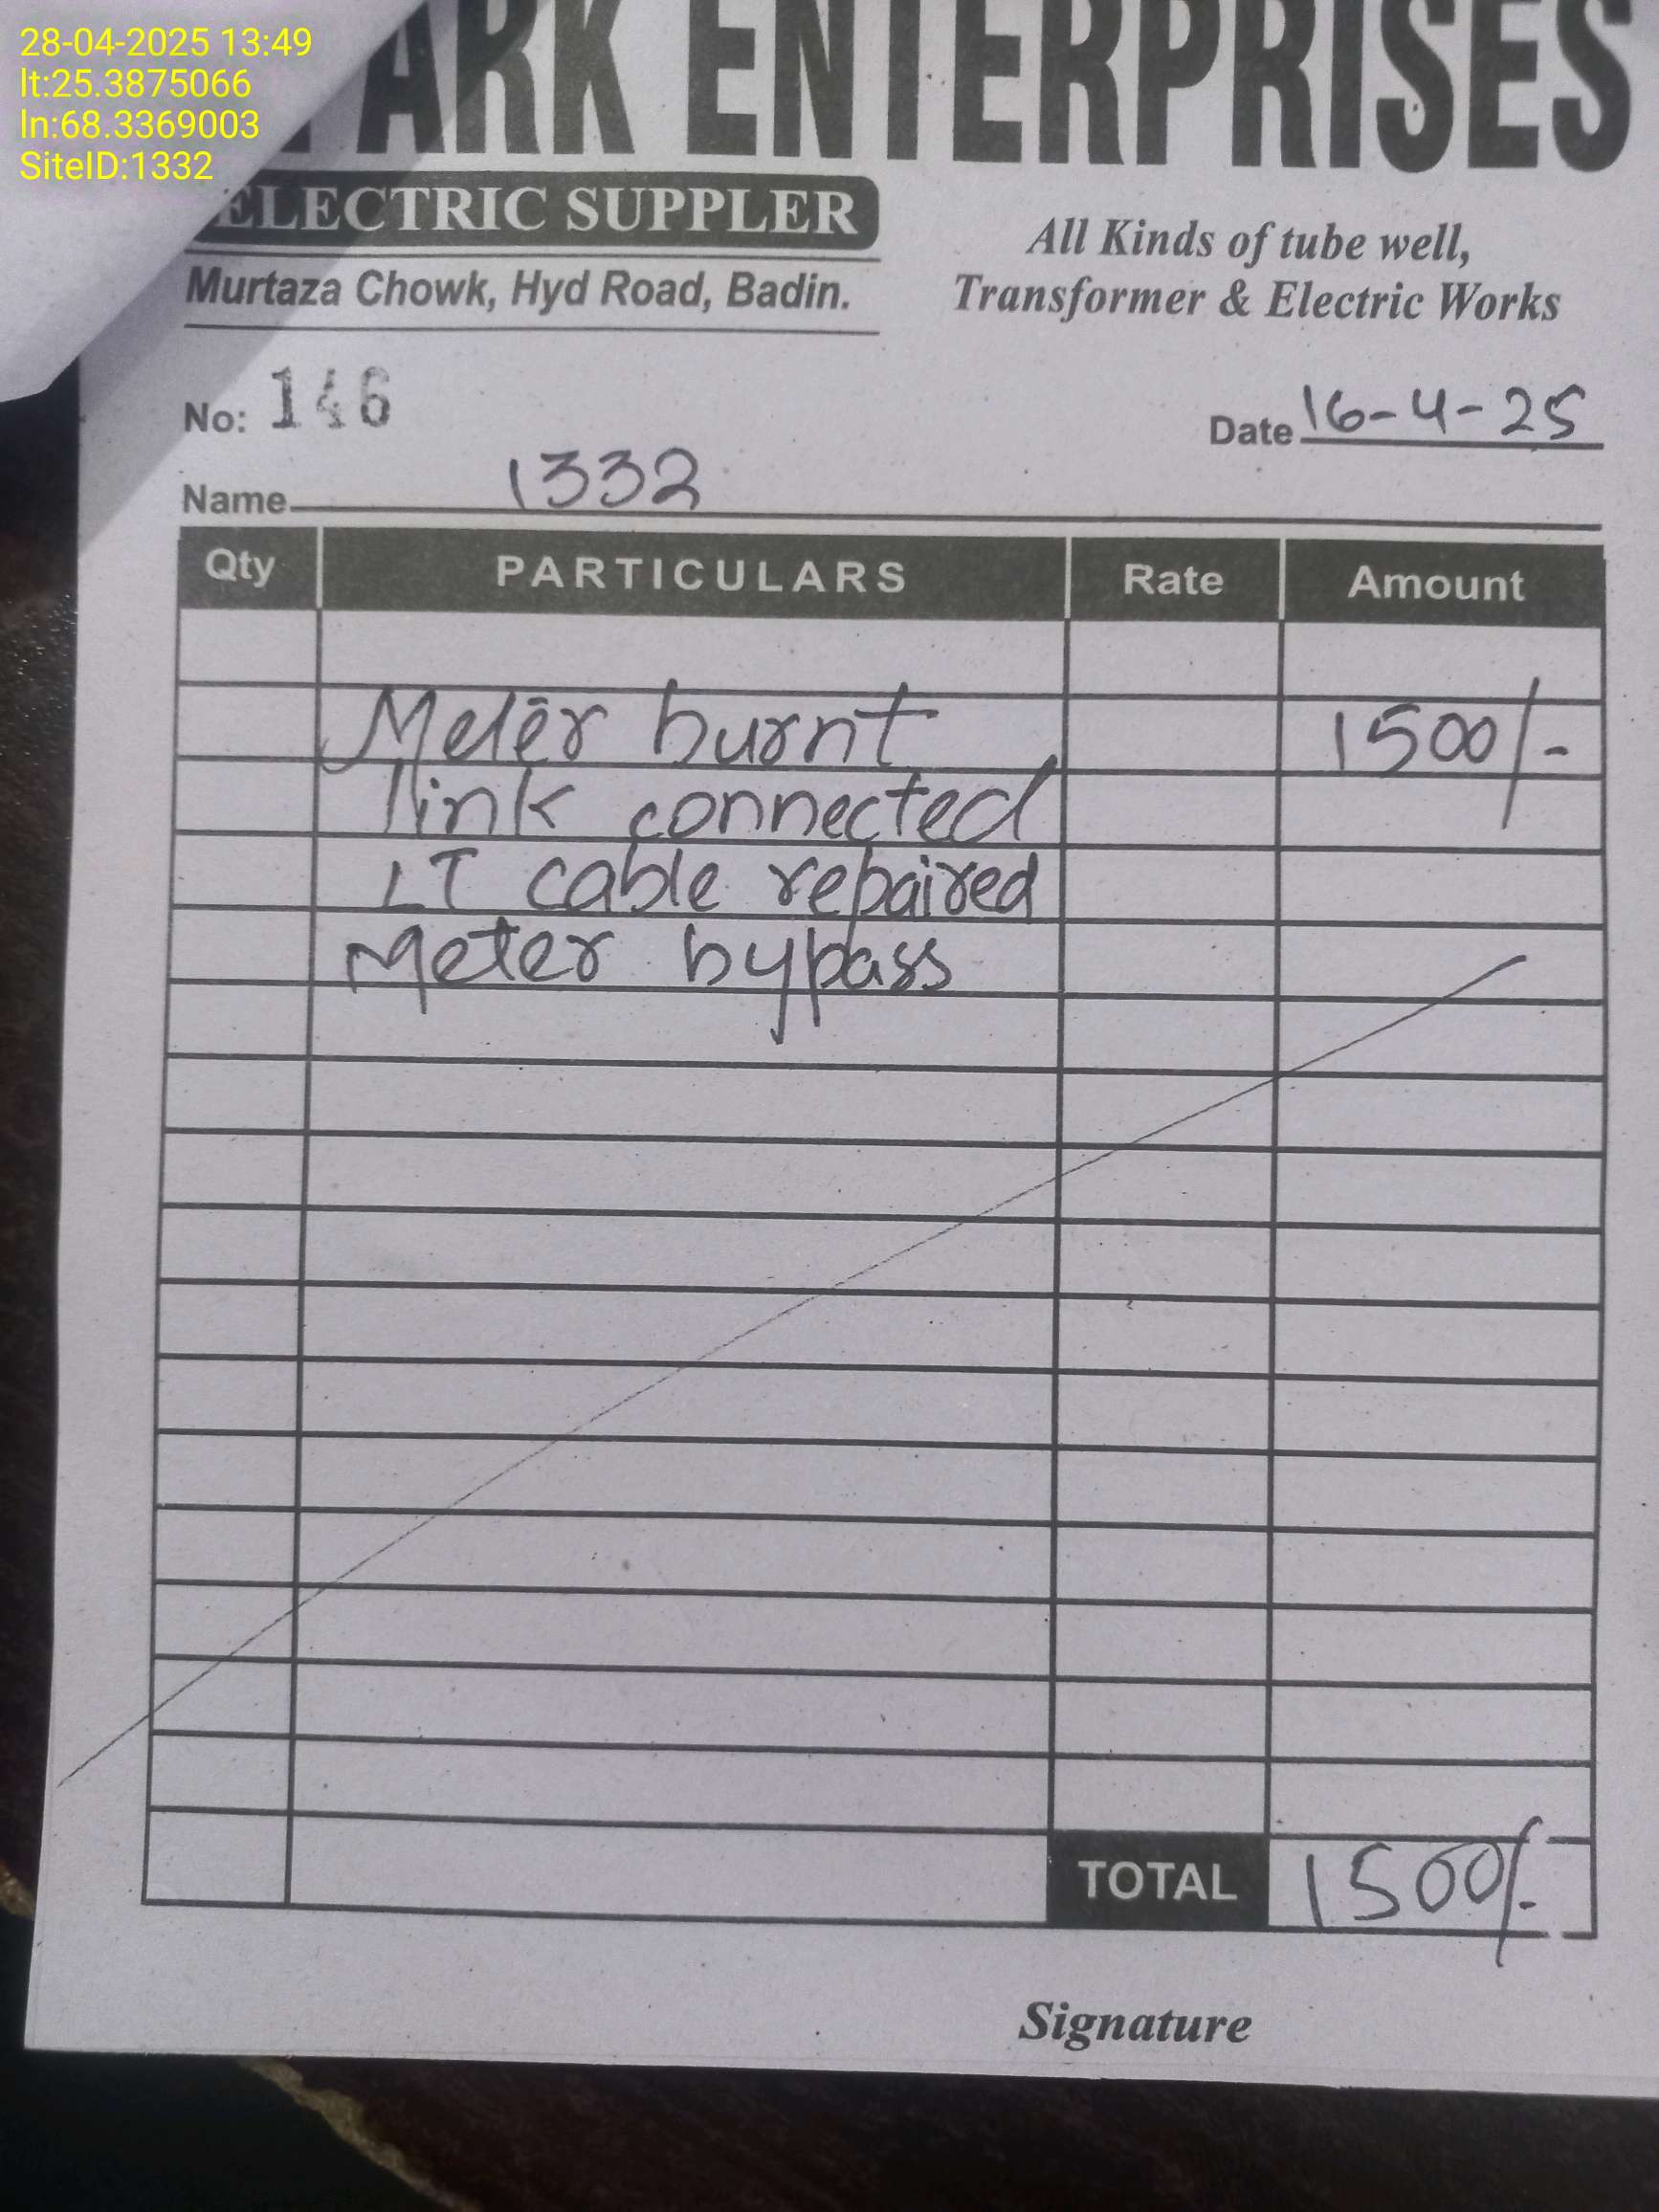 28-04-2025 13:49
lt:25.3875066
ln:68.3369003
SiteID:1332
ENTERPRISES
ELECTRIC SUPPLER
Murtaza Chowk, Hyd Road, Badin.
All Kinds of tube well,
Transformer & Electric Works
No: 146
Date 16-4-25
Name 1332
Qty PARTICULARS Rate Amount
Meter burnt 1500/-
link connected
LT cable repaired
Meter bypass
TOTAL 1500/-
Signature